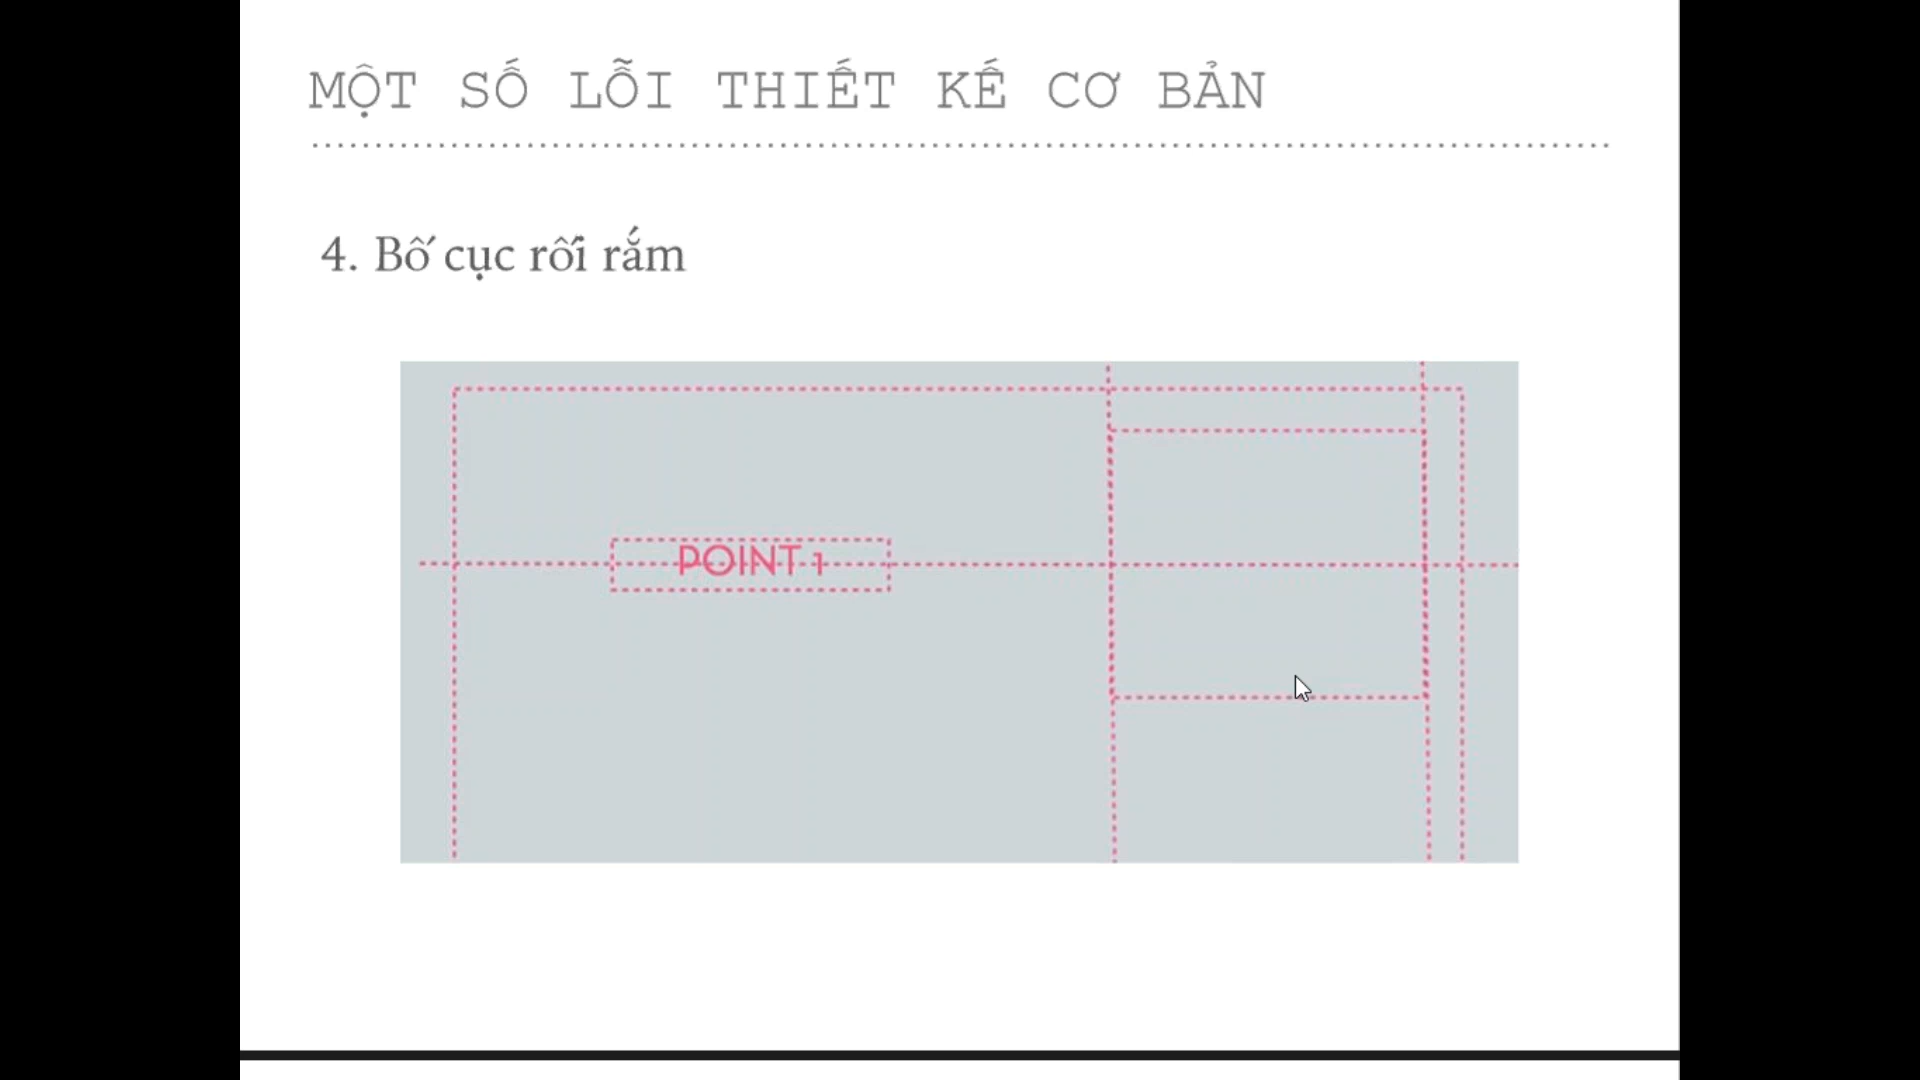 MỘT SỐ LỖI THIẾT KẾ CƠ BẢN
4. Bố cục rối rắm
POINT 1